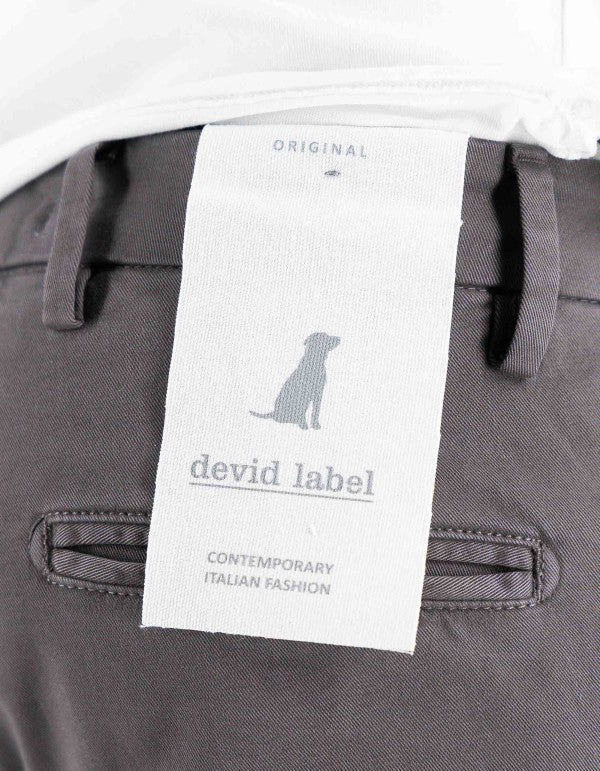 ORIGINAL
devid label
CONTEMPORARY
ITALIAN FASHION